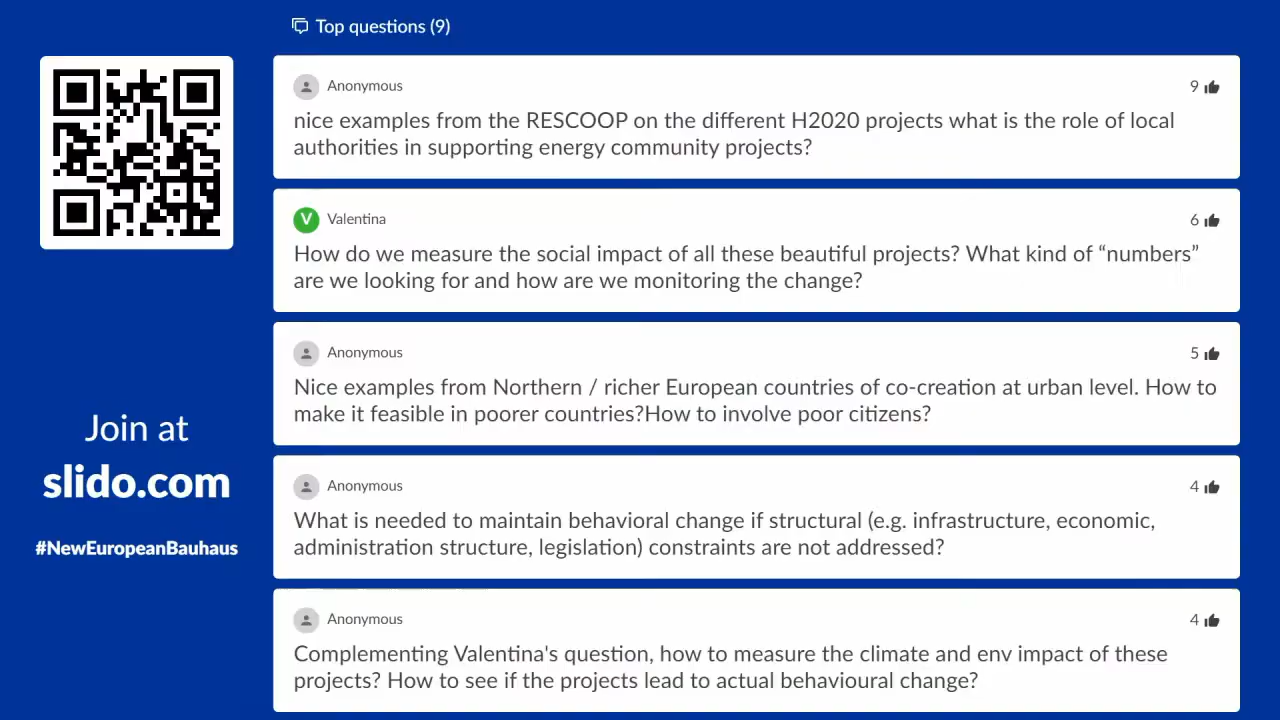 Top questions (9)
Anonymous
9
nice examples from the RESCOOP on the different H2020 projects what is the role of local
authorities in supporting energy community projects?
V
Valentina
6
How do we measure the social impact of all these beautiful projects? What kind of “numbers”
are we looking for and how are we monitoring the change?
Anonymous
5
Nice examples from Northern / richer European countries of co-creation at urban level. How to
make it feasible in poorer countries?How to involve poor citizens?
Anonymous
4
What is needed to maintain behavioral change if structural (e.g. infrastructure, economic,
administration structure, legislation) constraints are not addressed?
Anonymous
4
Complementing Valentina's question, how to measure the climate and env impact of these
projects? How to see if the projects lead to actual behavioural change?
Join at
slido.com
#NewEuropeanBauhaus